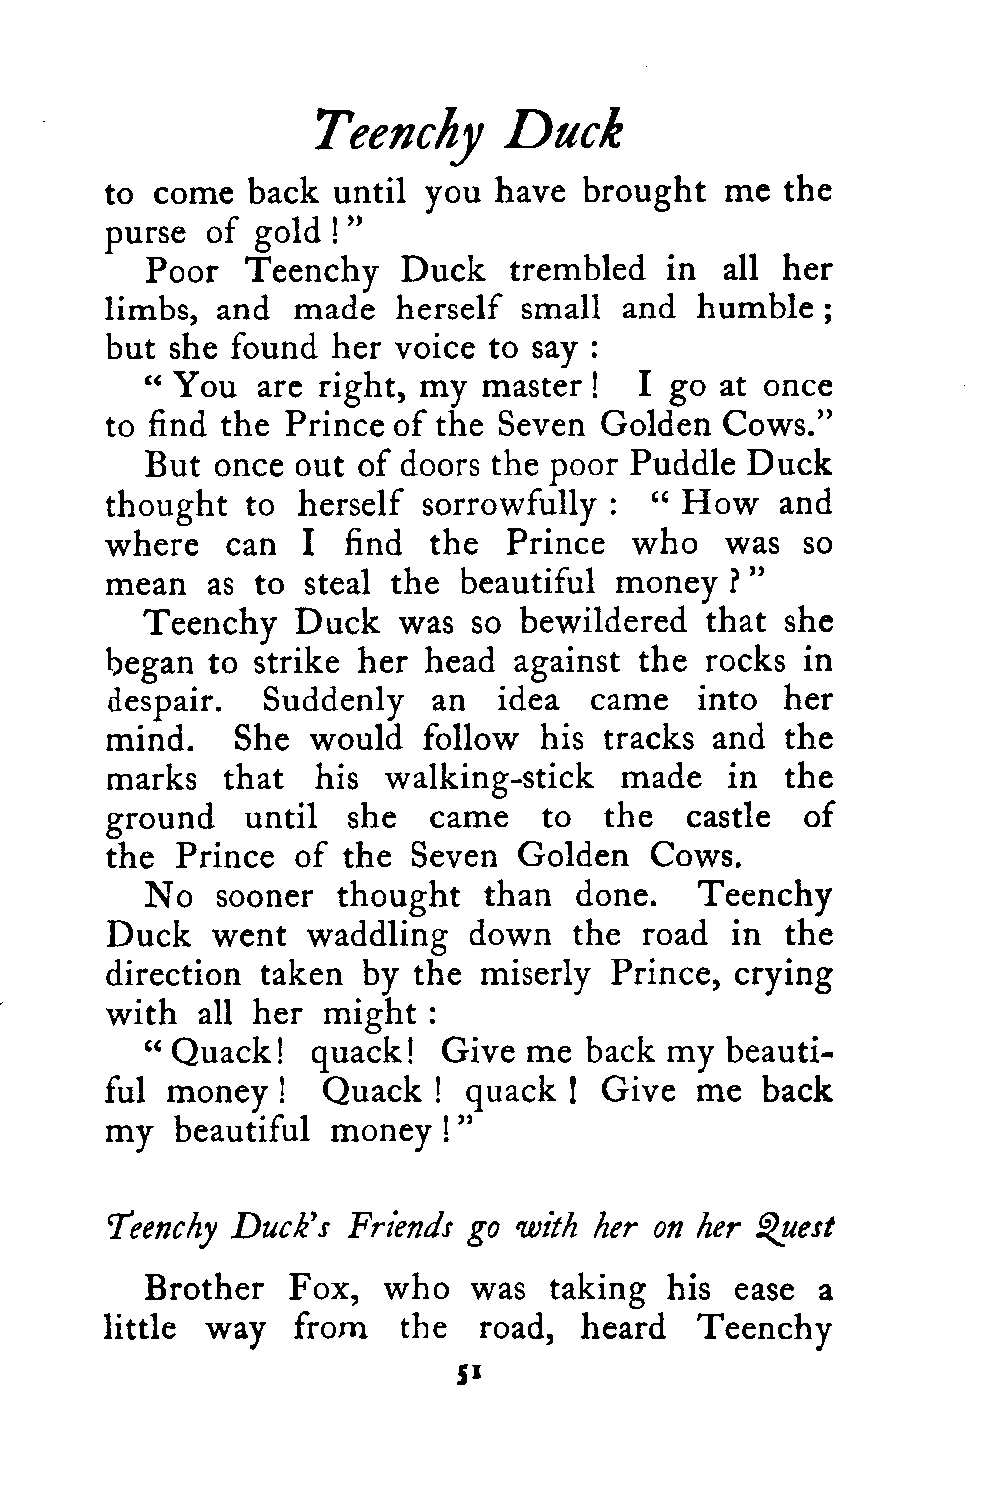 Teenchy Duck
to come back until you have brought me the
purse of gold ! ”
Poor Teenchy Duck trembled in all her
limbs, and made herself small and humble ;
but she found her voice to say :
“ You are right, my master ! I go at once
to find the Prince of the Seven Golden Cows.”
But once out of doors the poor Puddle Duck
thought to herself sorrowfully : “ How and
where can I find the Prince who was so
mean as to steal the beautiful money ? ”
Teenchy Duck was so bewildered that she
began to strike her head against the rocks in
despair. Suddenly an idea came into her
mind. She would follow his tracks and the
marks that his walking-stick made in the
ground until she came to the castle of
the Prince of the Seven Golden Cows.
No sooner thought than done. Teenchy
Duck went waddling down the road in the
direction taken by the miserly Prince, crying
with all her might :
“ Quack ! quack ! Give me back my beauti-
ful money ! Quack ! quack ! Give me back
my beautiful money ! ”
Teenchy Duck’s Friends go with her on her Quest
Brother Fox, who was taking his ease a
little way from the road, heard Teenchy
51